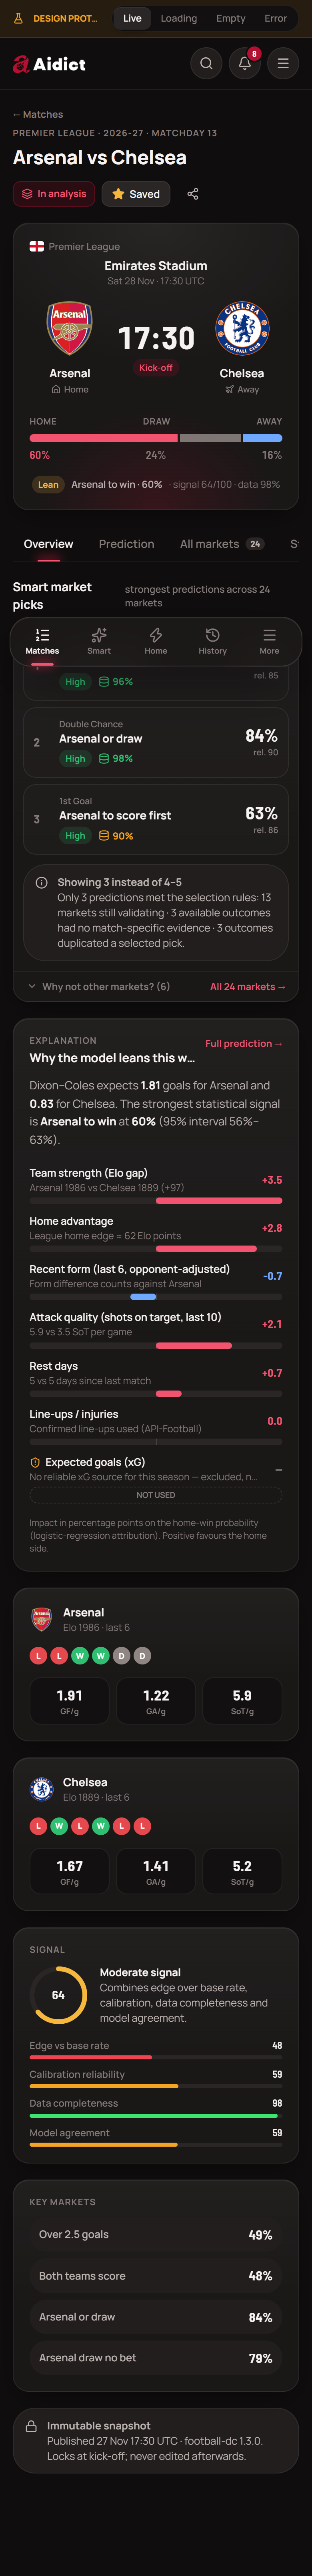 DESIGN PROT...
Live
Loading
Empty
Error
Aidict
8
← Matches
PREMIER LEAGUE · 2026-27 · MATCHDAY 13
Arsenal vs Chelsea
In analysis
Saved
Premier League
Emirates Stadium
Sat 28 Nov · 17:30 UTC
Arsenal
CHELSEA
FOOTBALL CLUB
17:30
Kick-off
Arsenal
Home
Chelsea
Away
HOME
DRAW
AWAY
60%
24%
16%
Lean
Arsenal to win · 60%
· signal 64/100 · data 98%
Overview
Prediction
All markets
24
St
Smart market picks
strongest predictions across 24 markets
Matches
Smart
Home
History
More
High
96%
rel. 85
2
Double Chance
Arsenal or draw
High
98%
84%
rel. 90
3
1st Goal
Arsenal to score first
High
90%
63%
rel. 86
Showing 3 instead of 4–5
Only 3 predictions met the selection rules: 13
markets still validating · 3 available outcomes
had no match-specific evidence · 3 outcomes
duplicated a selected pick.
Why not other markets? (6)
All 24 markets →
EXPLANATION
Why the model leans this w...
Full prediction →
Dixon–Coles expects 1.81 goals for Arsenal and
0.83 for Chelsea. The strongest statistical signal
is Arsenal to win at 60% (95% interval 56%–
63%).
Team strength (Elo gap)
Arsenal 1986 vs Chelsea 1889 (+97)
+3.5
Home advantage
League home edge ≈ 62 Elo points
+2.8
Recent form (last 6, opponent-adjusted)
Form difference counts against Arsenal
-0.7
Attack quality (shots on target, last 10)
5.9 vs 3.5 SoT per game
+2.1
Rest days
5 vs 5 days since last match
+0.7
Line-ups / injuries
Confirmed line-ups used (API-Football)
0.0
Expected goals (xG)
No reliable xG source for this season — excluded, n...
—
NOT USED
Impact in percentage points on the home-win probability
(logistic-regression attribution). Positive favours the home
side.
Arsenal
Elo 1986 · last 6
L L W W D D
1.91
GF/g
1.22
GA/g
5.9
SoT/g
Chelsea
Elo 1889 · last 6
L W L W L L
1.67
GF/g
1.41
GA/g
5.2
SoT/g
SIGNAL
64
Moderate signal
Combines edge over base rate,
calibration, data completeness and
model agreement.
Edge vs base rate
48
Calibration reliability
59
Data completeness
98
Model agreement
59
KEY MARKETS
Over 2.5 goals
49%
Both teams score
48%
Arsenal or draw
84%
Arsenal draw no bet
79%
Immutable snapshot
Published 27 Nov 17:30 UTC · football-dc 1.3.0.
Locks at kick-off; never edited afterwards.